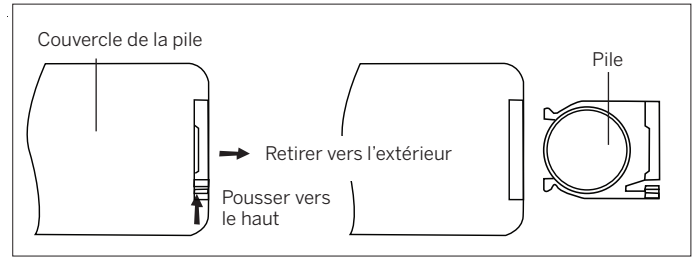 Couvercle de la pile
Pile
Retirer vers l'extérieur
Pousser vers
le haut